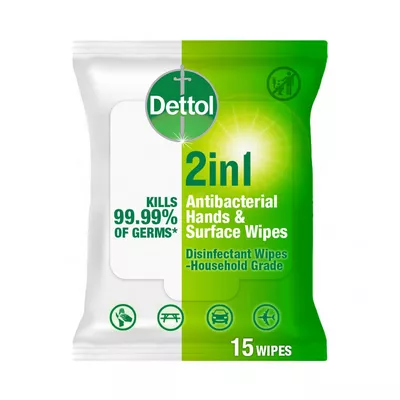 Dettol
2in1
KILLS
99.99%
OF GERMS*
Antibacterial
Hands &
Surface Wipes
Disinfectant Wipes
-Household Grade
15 WIPES